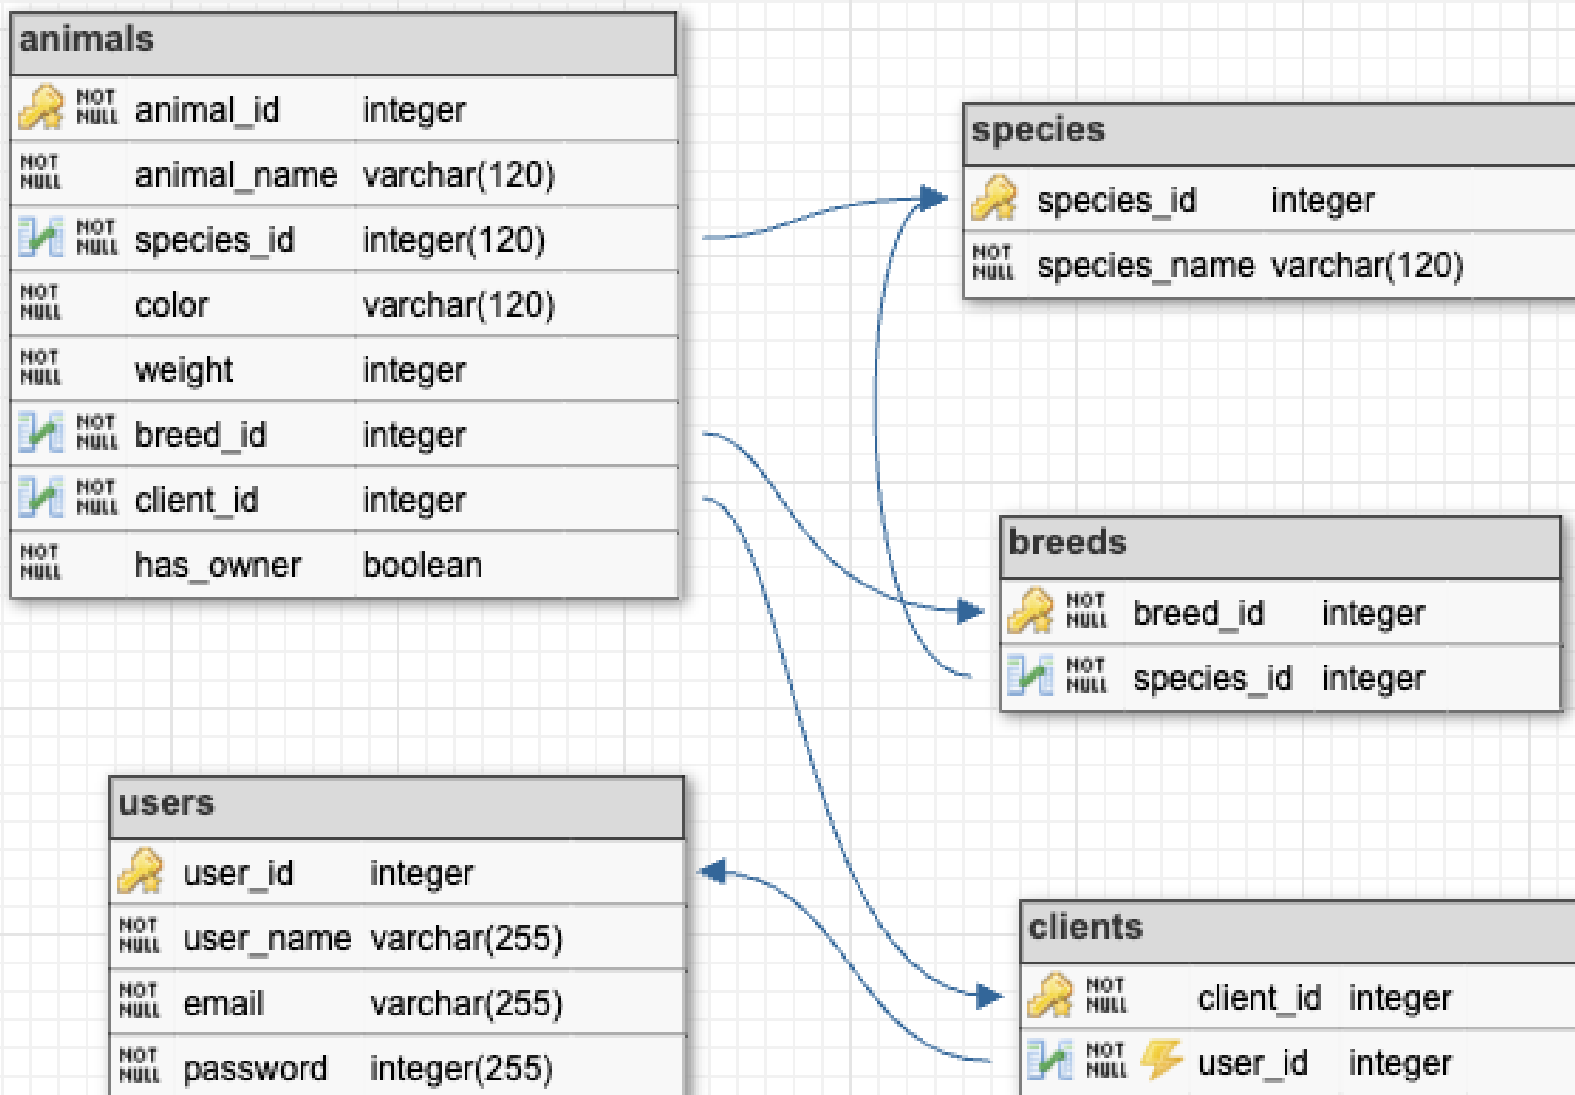 animals
NOT NULL animal_id integer
NOT NULL animal_name varchar(120)
NOT NULL species_id integer(120)
NOT NULL color varchar(120)
NOT NULL weight integer
NOT NULL breed_id integer
NOT NULL client_id integer
NOT NULL has_owner boolean
species
species_id integer
NOT NULL species_name varchar(120)
breeds
NOT NULL breed_id integer
NOT NULL species_id integer
users
user_id integer
NOT NULL user_name varchar(255)
NOT NULL email varchar(255)
NOT NULL password integer(255)
clients
NOT NULL client_id integer
NOT NULL user_id integer